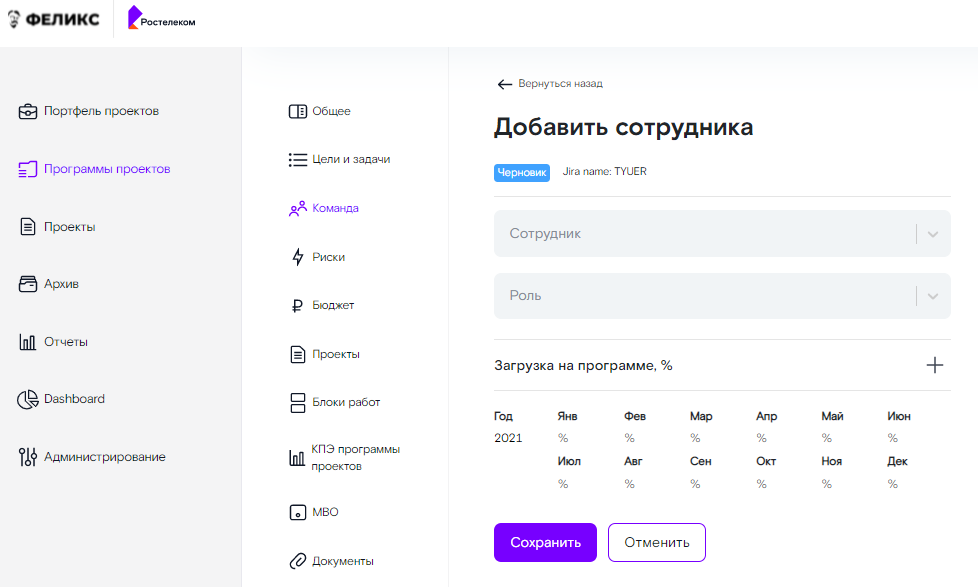 ФЕЛИКС
Ростелеком
Портфель проектов
Программы проектов
Проекты
Архив
Отчеты
Dashboard
Администрирование
Общее
Цели и задачи
Команда
Риски
Бюджет
Проекты
Блоки работ
КПЭ программы
проектов
МВО
Документы
Вернуться назад
Добавить сотрудника
Черновик Jira name: TYUER
Сотрудник
Роль
Загрузка на программе, %
Год Янв Фев Мар Апр Май Июн
2021 % % % % % %
Июл Авг Сен Окт Ноя Дек
% % % % % %
Сохранить Отменить